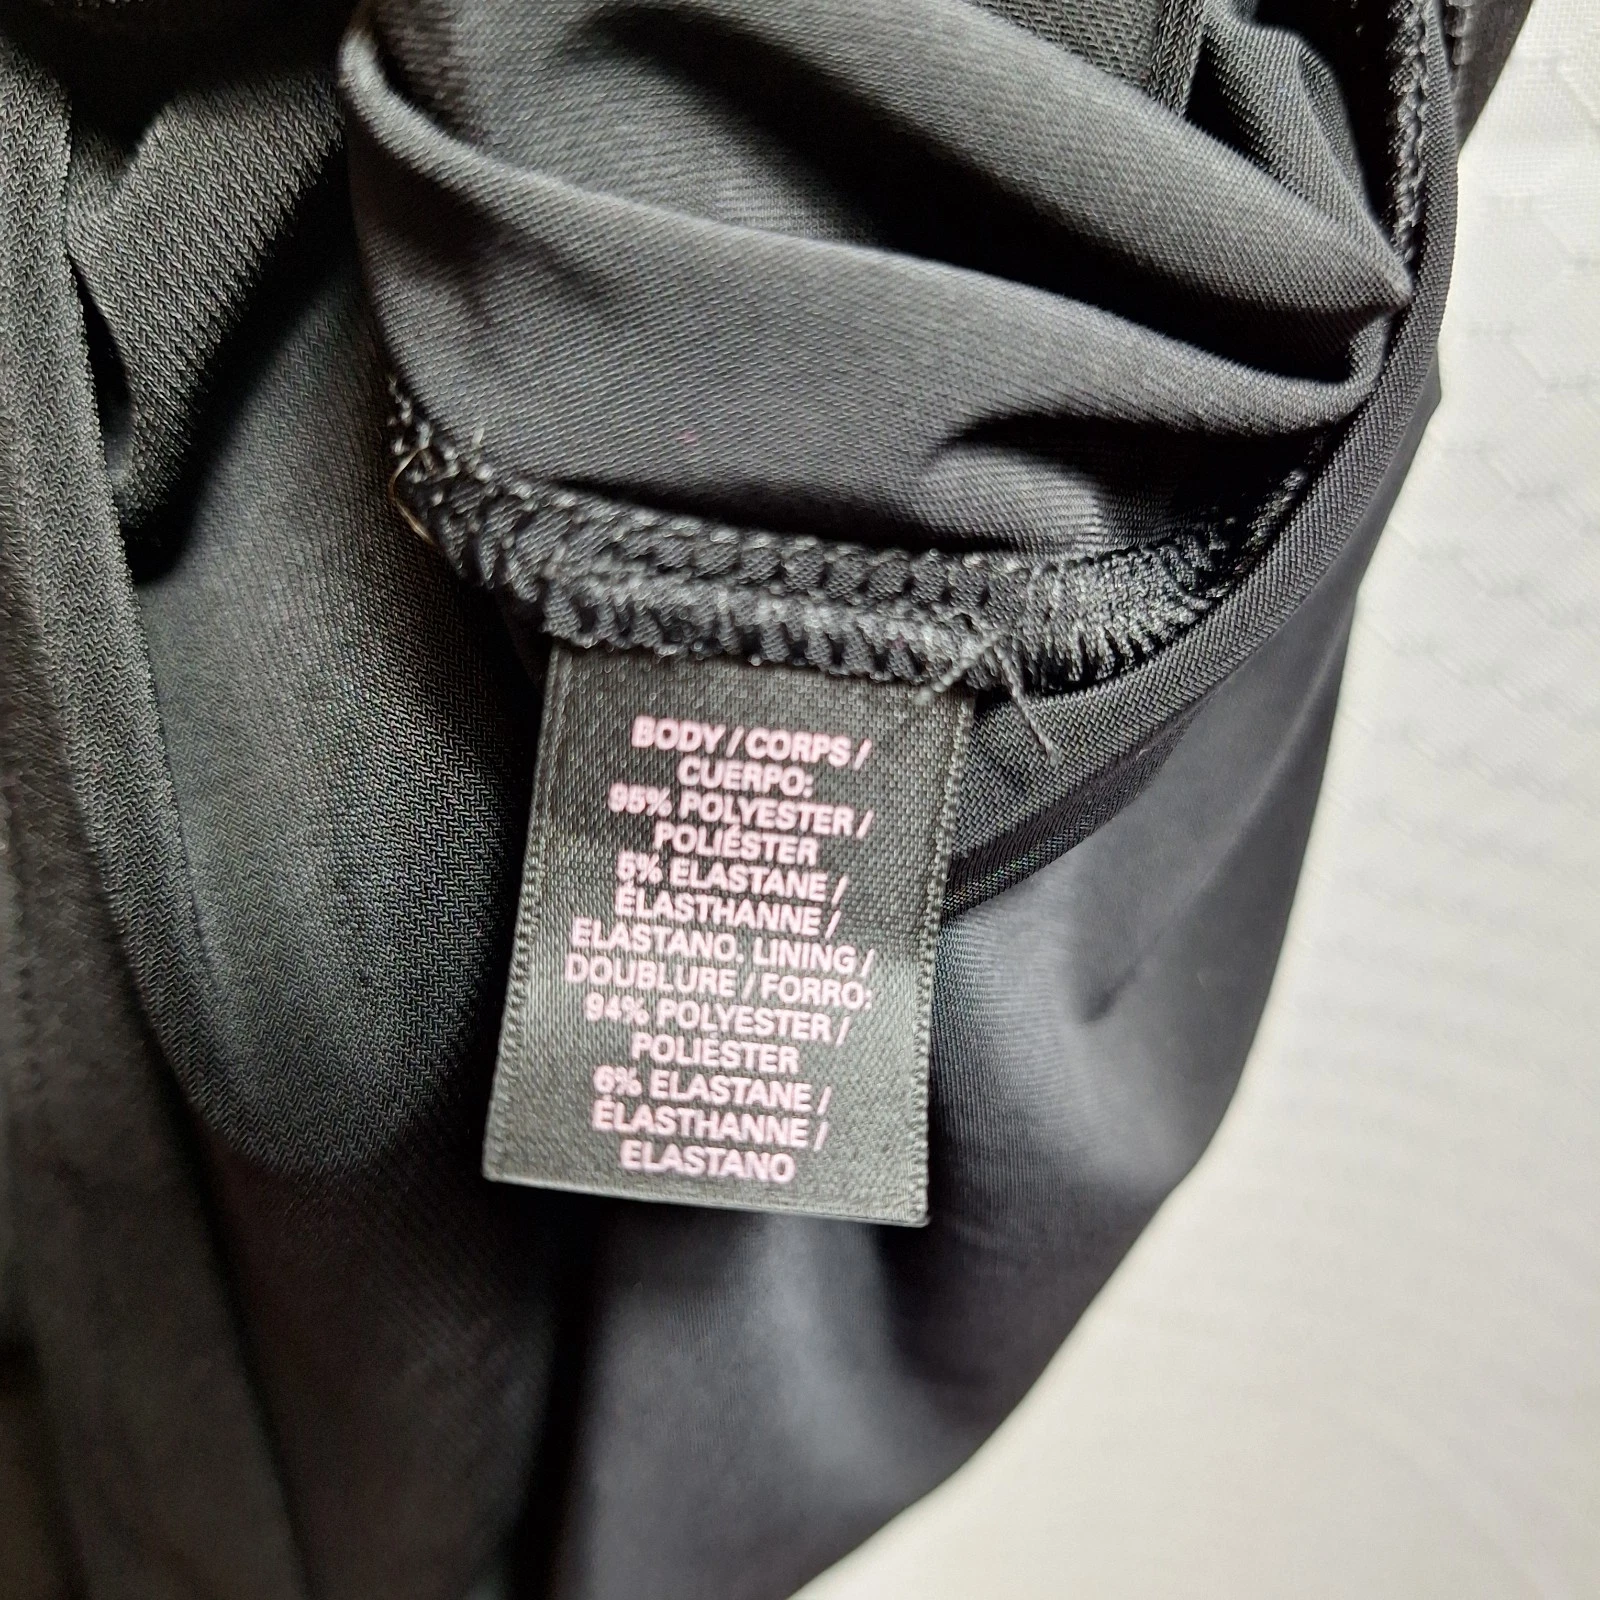 BODY / CORPS /
CUERPO:
95% POLYESTER /
POLIÉSTER
5% ELASTANE /
ÉLASTHANNE /
ELASTANO. LINING /
DOUBLURE / FORRO:
94% POLYESTER /
POLIÉSTER
6% ELASTANE /
ÉLASTHANNE /
ELASTANO